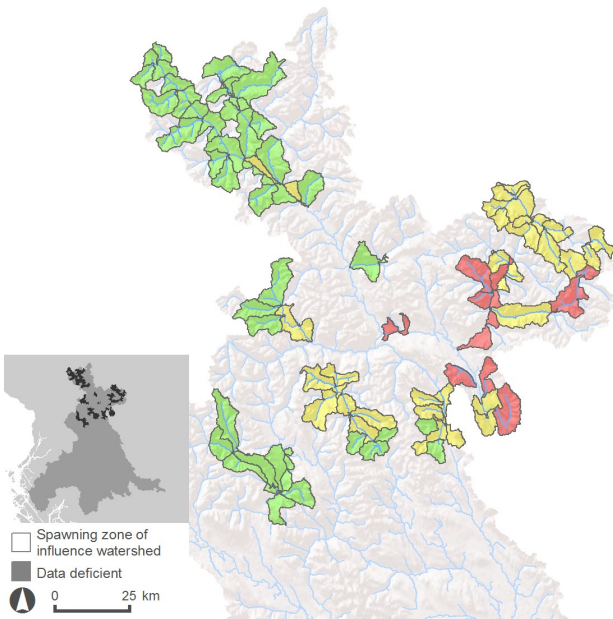 Spawning zone of
influence watershed
Data deficient
0 25 km